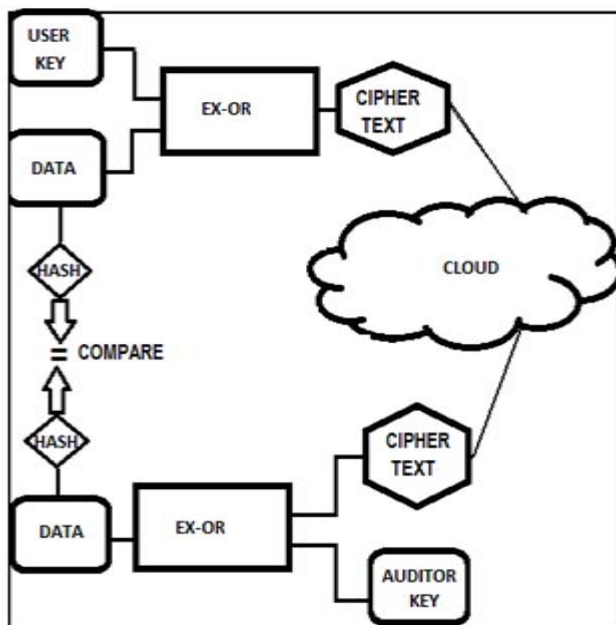 USER
KEY
EX-OR
CIPHER
TEXT
DATA
HASH
CLOUD
= COMPARE
HASH
CIPHER
TEXT
DATA
EX-OR
AUDITOR
KEY